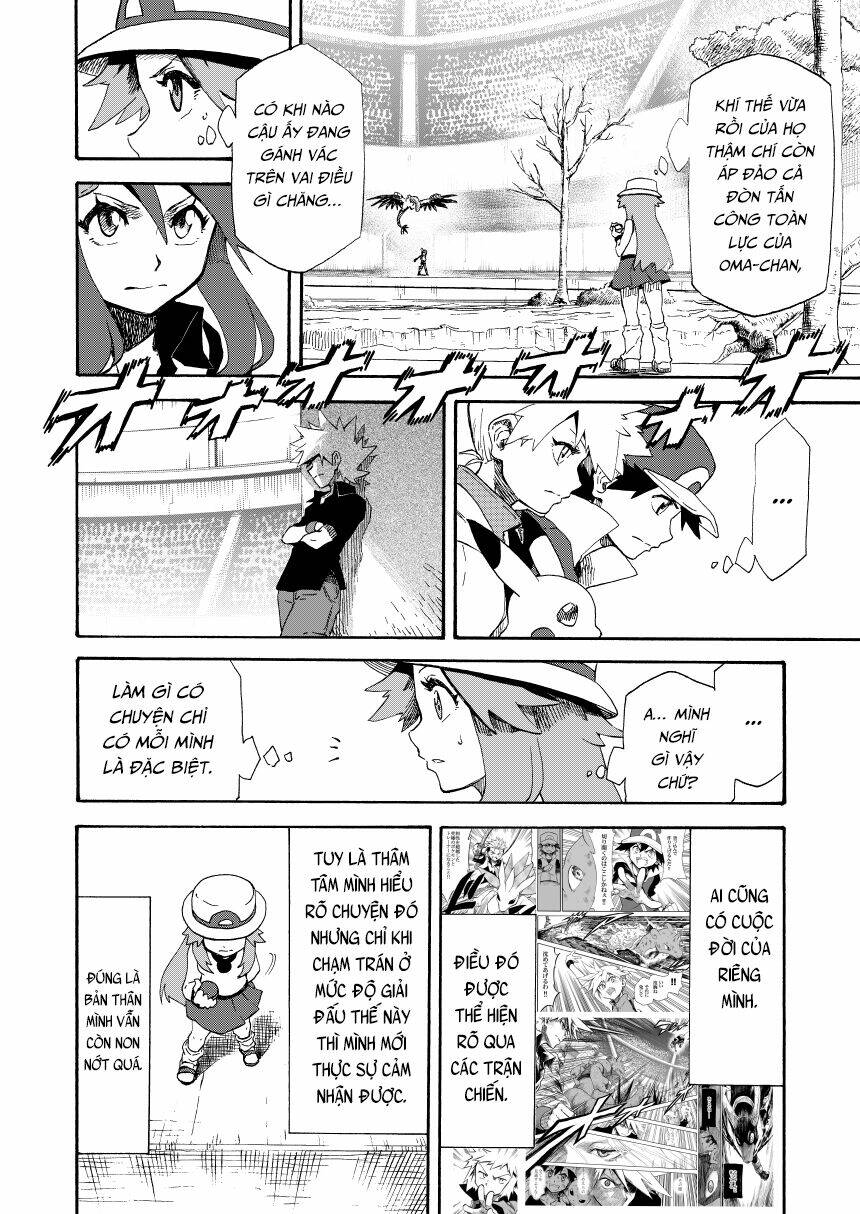 KHÍ THẾ VỪA
RỒI CỦA HỌ
THẬM CHÍ CÒN
ÁP ĐẢO CẢ
ĐÒN TẤN
CÔNG TOÀN
LỰC CỦA
OMA-CHAN,
CÓ KHI NÀO
CẬU ẤY ĐANG
GÁNH VÁC
TRÊN VAI ĐIỀU
GÌ CHĂNG...
オオオオオオオオ
...
...
A... MÌNH
NGHĨ
GÌ VẬY
CHỨ?
LÀM GÌ CÓ
CHUYỆN CHỈ
CÓ MỖI MÌNH
LÀ ĐẶC BIỆT.
AI CŨNG
CÓ CUỘC
ĐỜI CỦA
RIÊNG
MÌNH.
ĐIỀU ĐÓ
ĐƯỢC
THỂ HIỆN
RÕ QUA
CÁC TRẬN
CHIẾN.
TUY LÀ THÂM
TÂM MÌNH HIỂU
RÕ CHUYỆN ĐÓ
NHƯNG CHỈ KHI
CHẠM TRÁN Ở
MỨC ĐỘ GIẢI
ĐẤU THẾ NÀY
THÌ MÌNH MỚI
THỰC SỰ CẢM
NHẬN ĐƯỢC.
ĐÚNG LÀ
BẢN THÂN
MÌNH VẪN
CÒN NON
NỚT QUÁ.